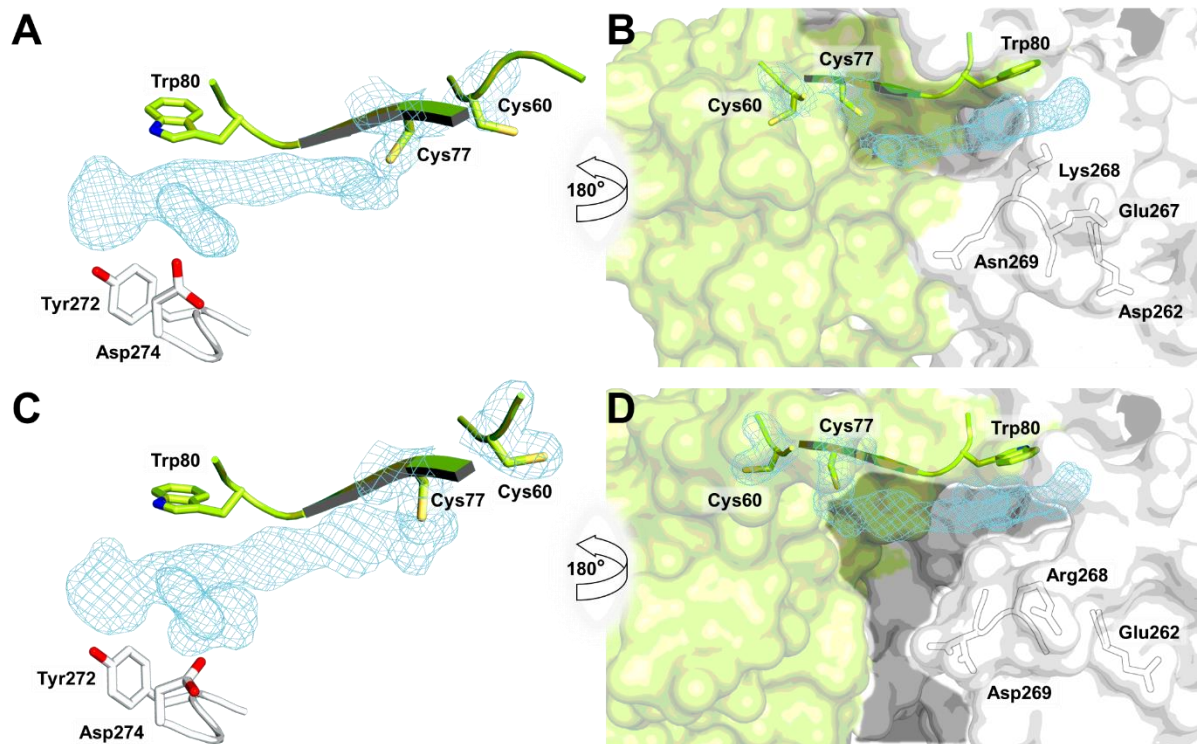 A
Trp80
Cys60
Cys77
Tyr272
Asp274
180°
B
Trp80
Cys77
Cys60
Lys268
Glu267
Asn269
Asp262
C
Trp80
Cys77
Cys60
Tyr272
Asp274
180°
D
Cys77
Trp80
Cys60
Arg268
Glu262
Asp269